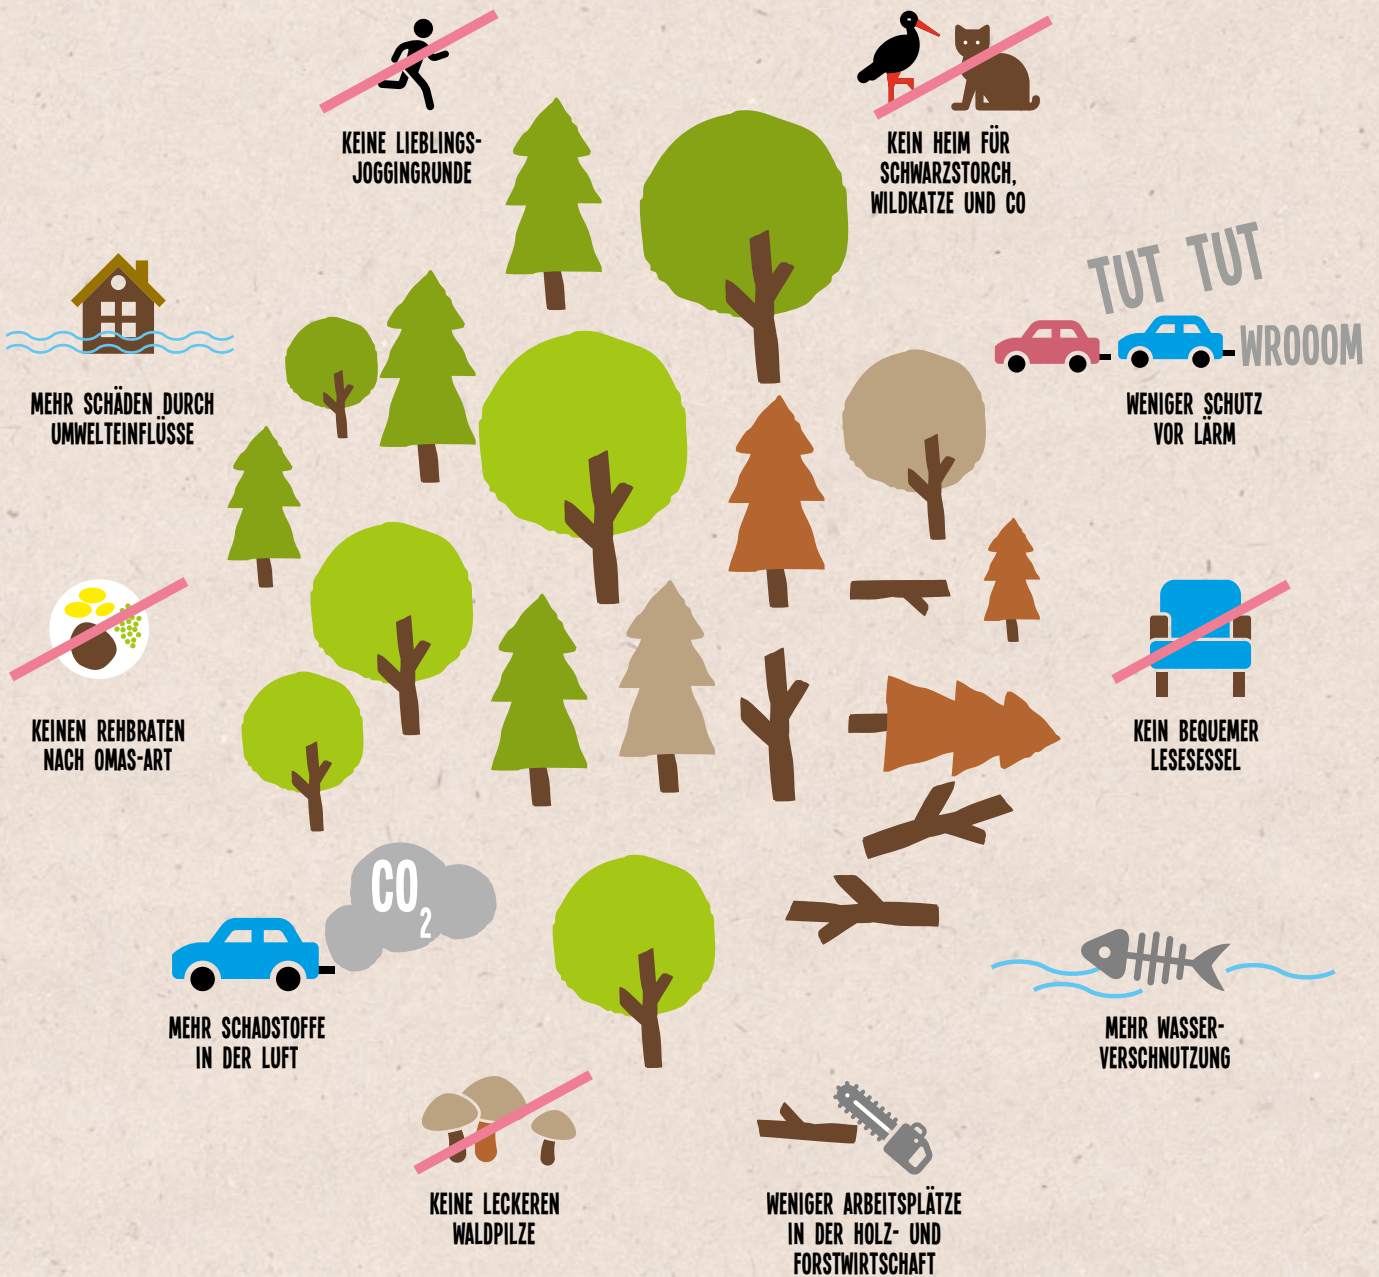 KEINE LIEBLINGS-
JOGGINGRUNDE
KEIN HEIM FÜR
SCHWARZSTORCH,
WILDKATZE UND CO
TUT TUT
WROOOM
MEHR SCHÄDEN DURCH
UMWELTEINFLÜSSE
WENIGER SCHUTZ
VOR LÄRM
KEINEN REHBRATEN
NACH OMAS-ART
KEIN BEQUEMER
LESESESSEL
CO2
MEHR SCHADSTOFFE
IN DER LUFT
MEHR WASSER-
VERSCHNUTZUNG
KEINE LECKEREN
WALDPILZE
WENIGER ARBEITSPLÄTZE
IN DER HOLZ- UND
FORSTWIRTSCHAFT